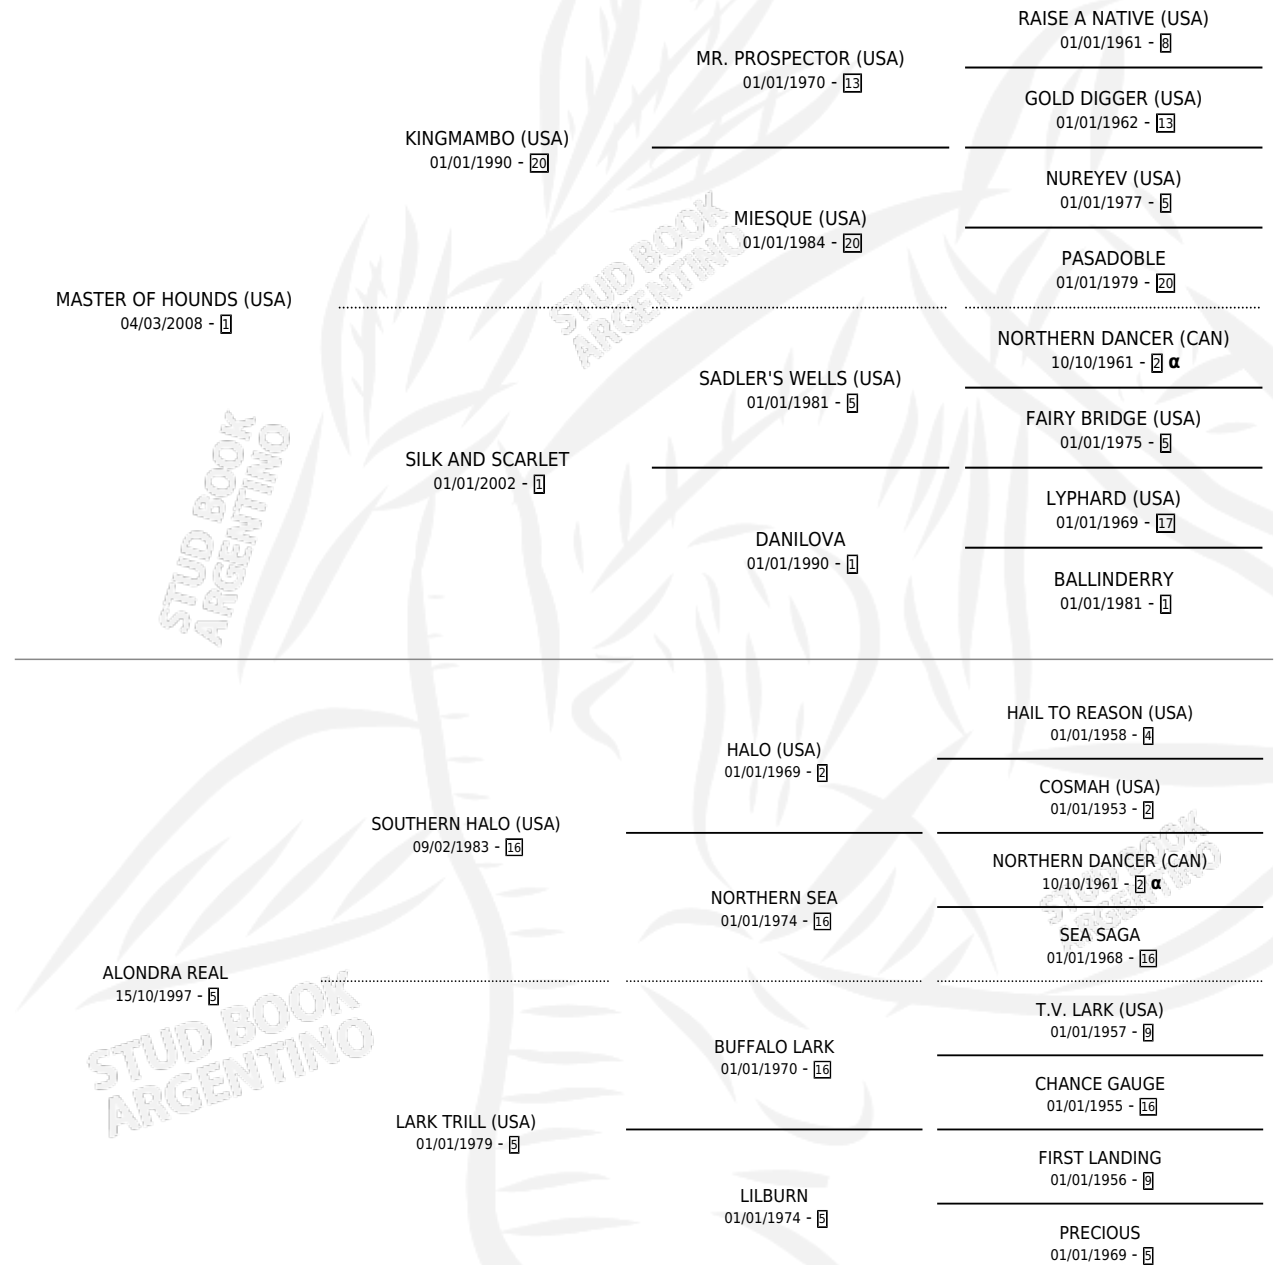 RAISE A NATIVE (USA)
01/01/1961 - 8
MR. PROSPECTOR (USA)
01/01/1970 - 13
GOLD DIGGER (USA)
01/01/1962 - 13
KINGMAMBO (USA)
01/01/1990 - 20
NUREYEV (USA)
01/01/1977 - 5
MIESQUE (USA)
01/01/1984 - 20
PASADOBLE
01/01/1979 - 20
MASTER OF HOUNDS (USA)
04/03/2008 - 1
NORTHERN DANCER (CAN)
10/10/1961 - 2 α
SADLER'S WELLS (USA)
01/01/1981 - 5
FAIRY BRIDGE (USA)
01/01/1975 - 5
SILK AND SCARLET
01/01/2002 - 1
LYPHARD (USA)
01/01/1969 - 17
DANILOVA
01/01/1990 - 1
BALLINDERRY
01/01/1981 - 1
HAIL TO REASON (USA)
01/01/1958 - 4
HALO (USA)
01/01/1969 - 2
COSMAH (USA)
01/01/1953 - 2
SOUTHERN HALO (USA)
09/02/1983 - 16
NORTHERN DANCER (CAN)
10/10/1961 - 2 α
NORTHERN SEA
01/01/1974 - 16
SEA SAGA
01/01/1968 - 16
ALONDRA REAL
15/10/1997 - 5
T.V. LARK (USA)
01/01/1957 - 9
BUFFALO LARK
01/01/1970 - 16
CHANCE GAUGE
01/01/1955 - 16
LARK TRILL (USA)
01/01/1979 - 5
FIRST LANDING
01/01/1956 - 9
LILBURN
01/01/1974 - 5
PRECIOUS
01/01/1969 - 5
STUD BOOK
ARGENTINO
STUD BOOK
ARGENTINO
STUD BOOK
ARGENTINO
STUD BOOK
ARGENTINO